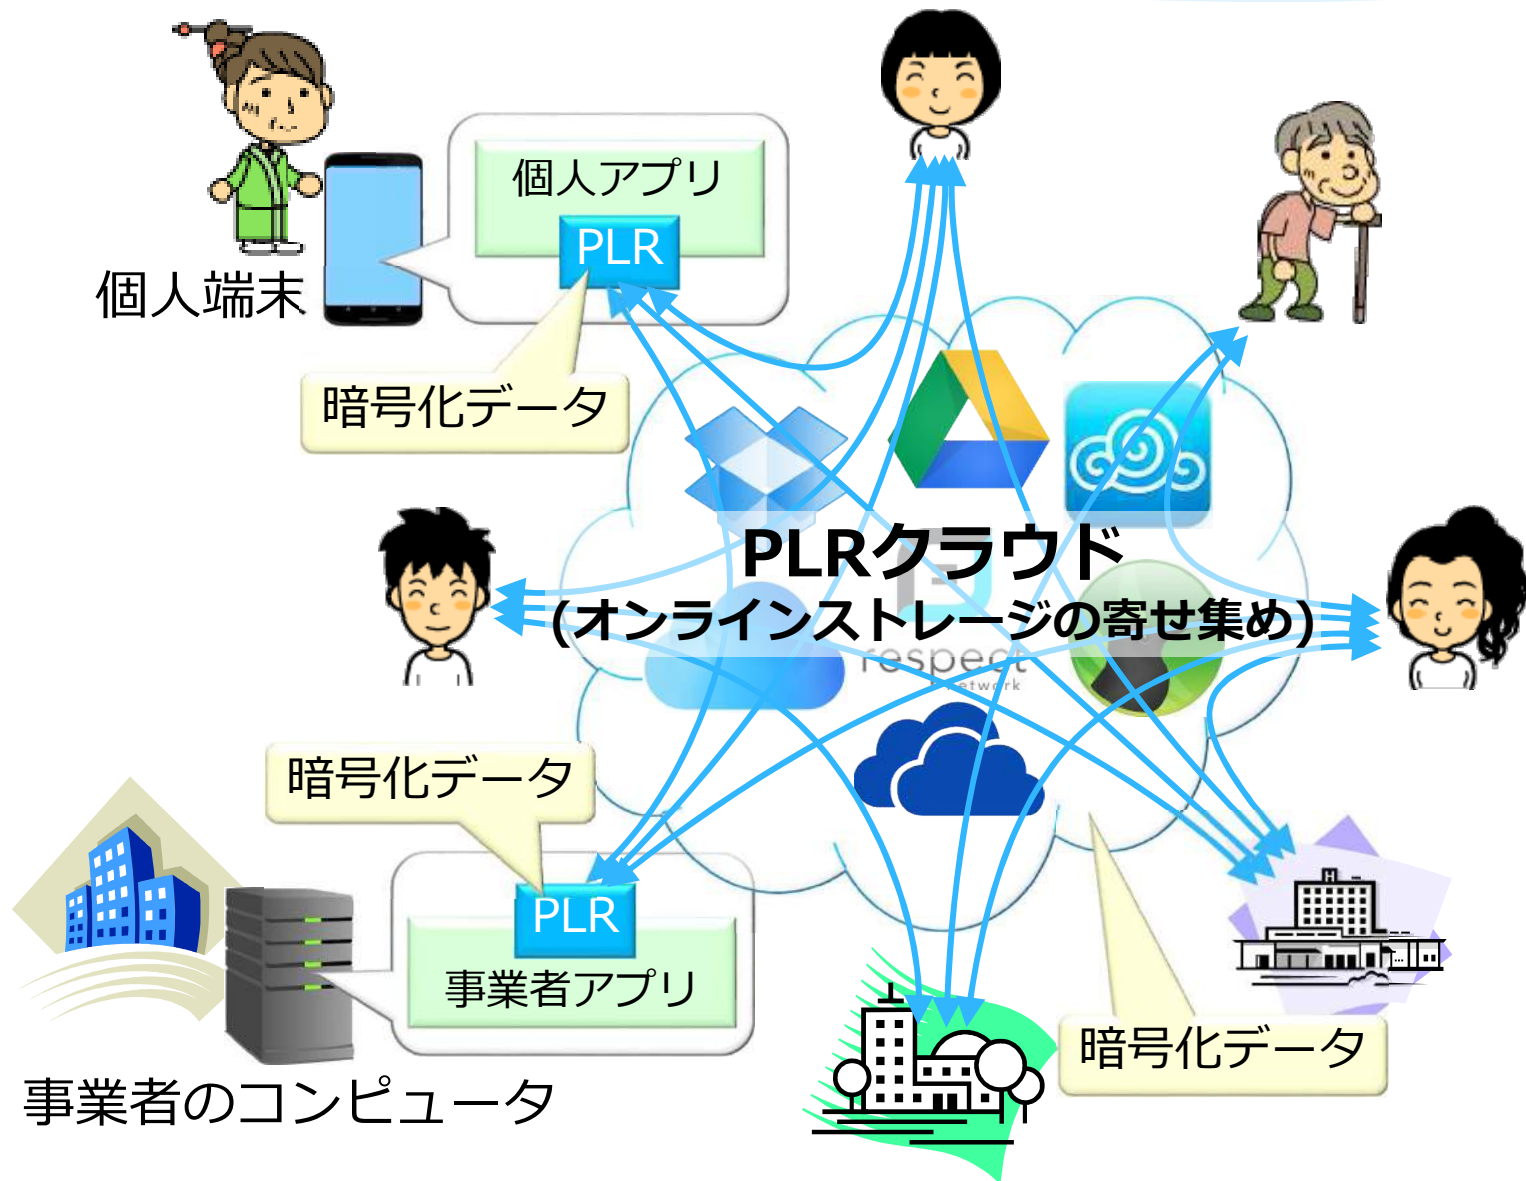 個人アプリ
PLR
個人端末
暗号化データ
PLRクラウド
(オンラインストレージの寄せ集め)
respect
network
暗号化データ
PLR
事業者アプリ
暗号化データ
事業者のコンピュータ
H